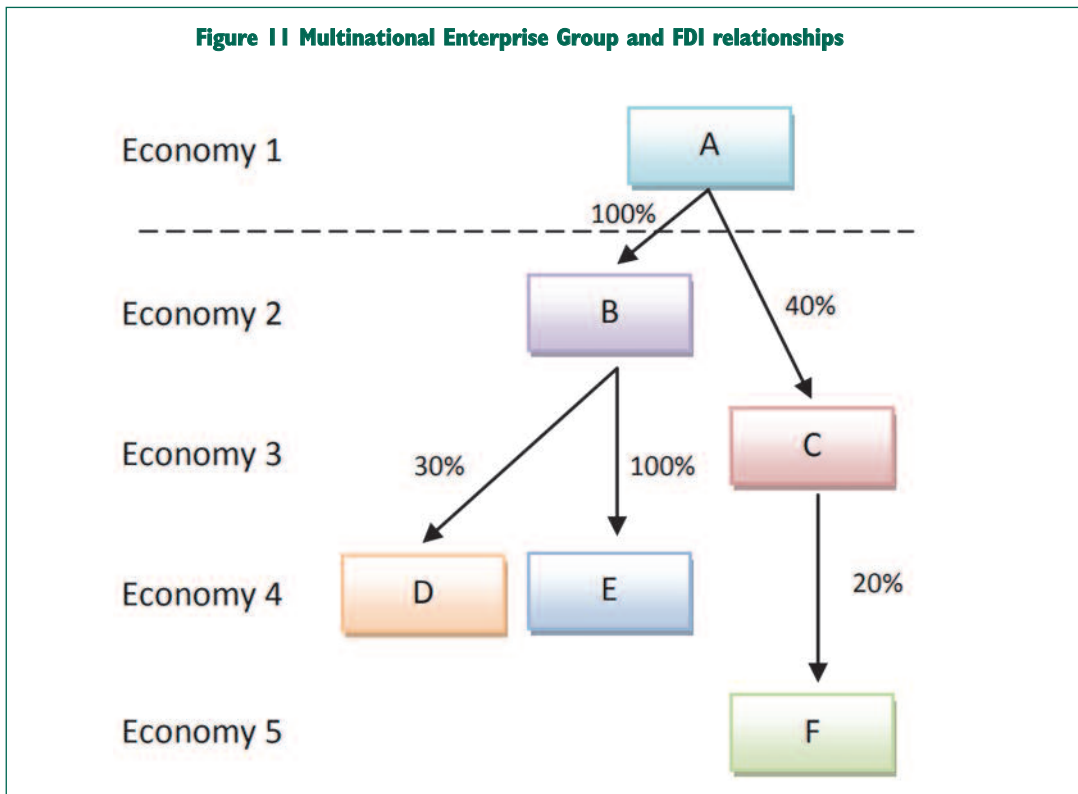 Figure 11 Multinational Enterprise Group and FDI relationships
Economy 1
A
100%
Economy 2
B
40%
Economy 3
C
30%
100%
Economy 4
D
E
20%
Economy 5
F